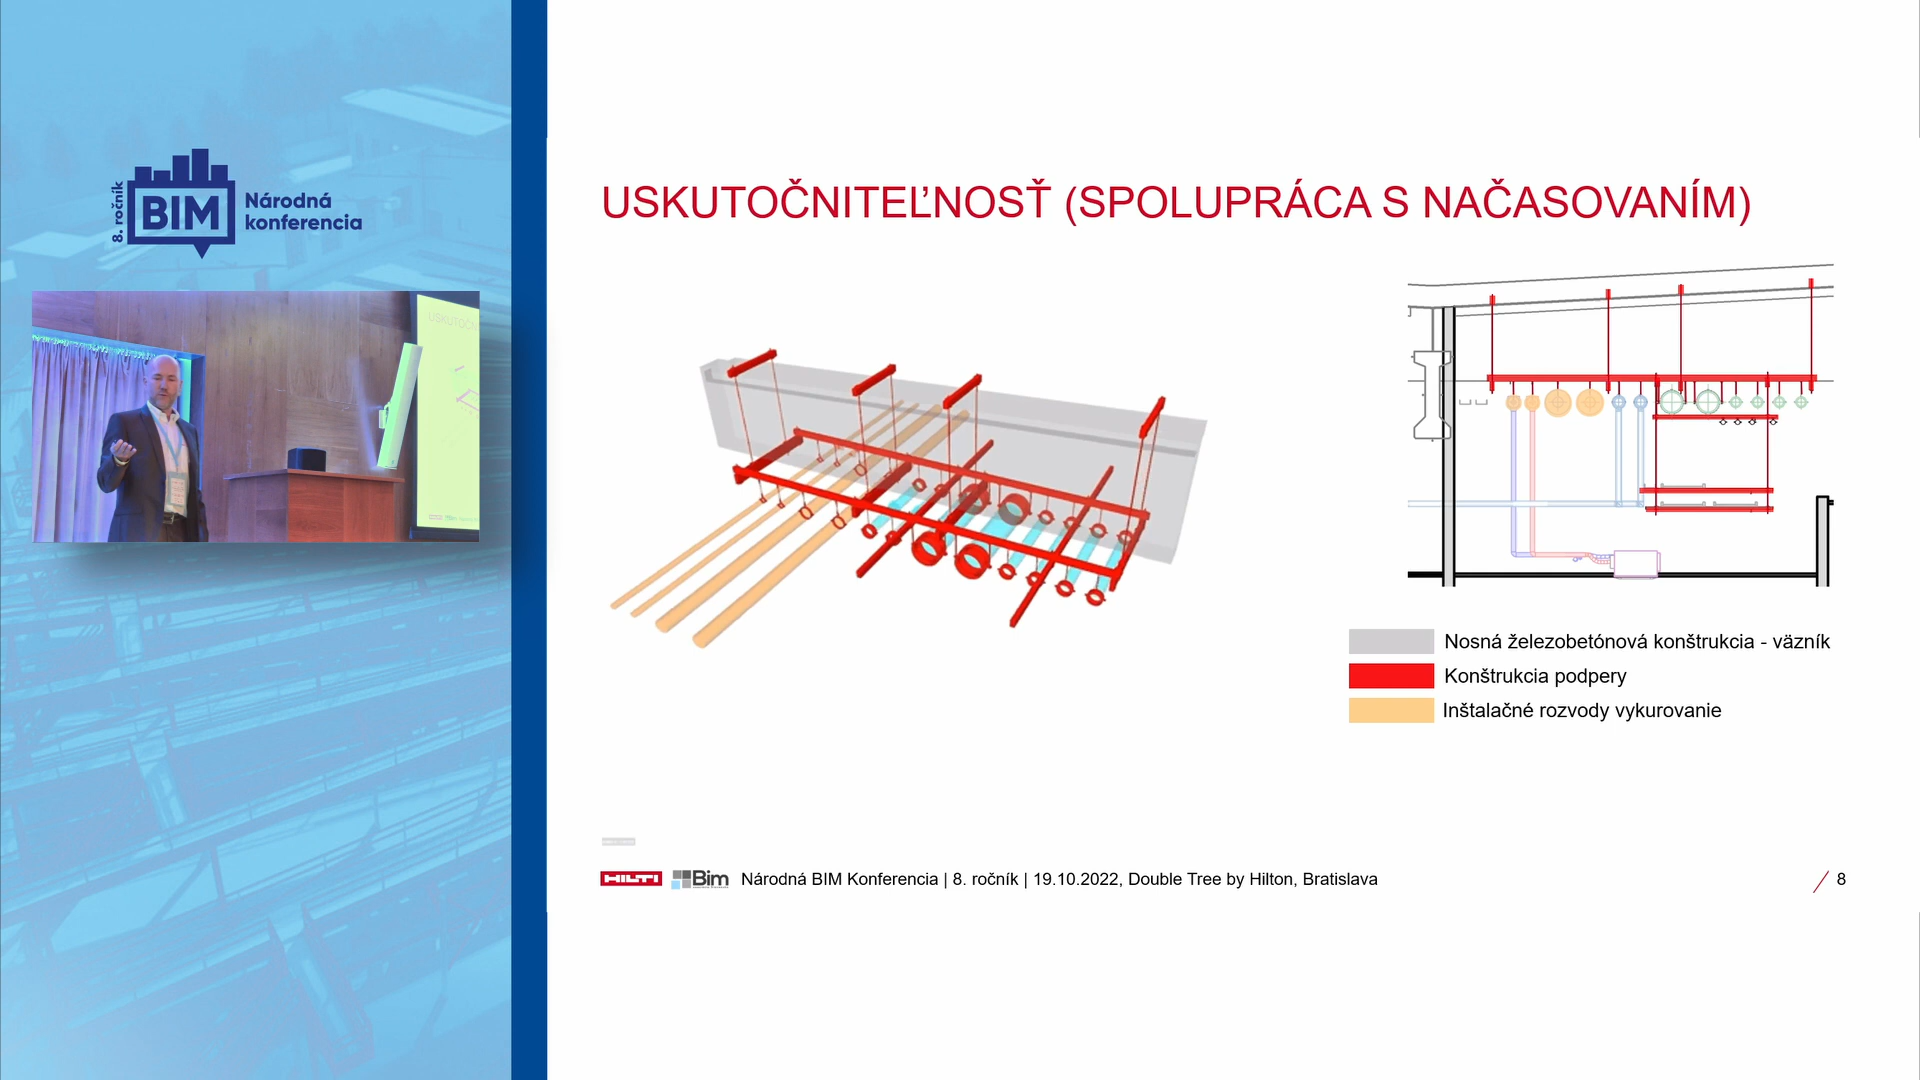 8. ročník
BIM
Národná
konferencia
USKUTOČNITEĽNOSŤ (SPOLUPRÁCA S NAČASOVANÍM)
Nosná železobetónová konštrukcia - väzník
Konštrukcia podpery
Inštalačné rozvody vykurovanie
HILTI
Bim
Národná BIM Konferencia | 8. ročník | 19.10.2022, Double Tree by Hilton, Bratislava
8